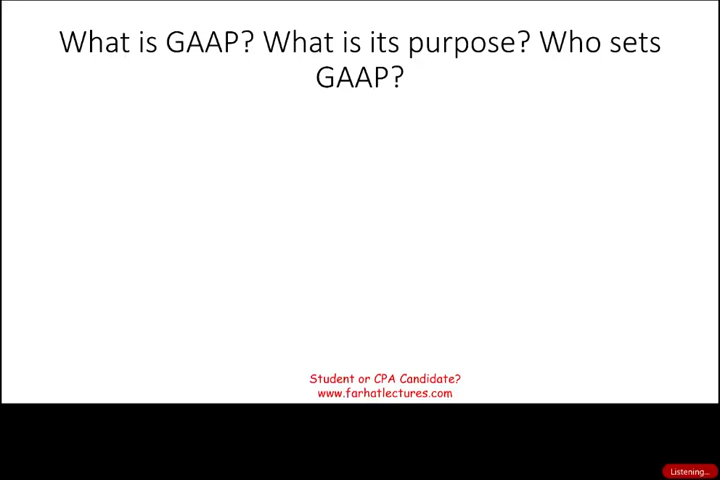 What is GAAP? What is its purpose? Who sets
GAAP?
Student or CPA Candidate?
www.farhatlectures.com
Listening...